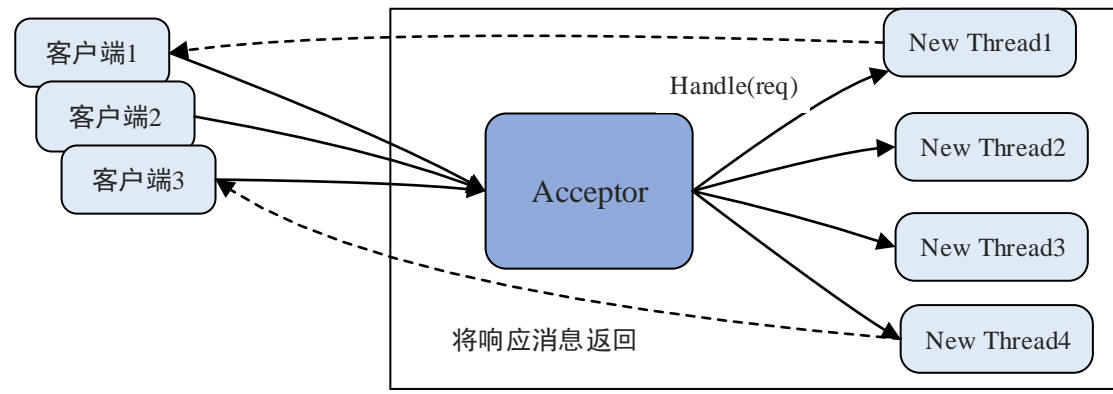 客户端1
客户端2
客户端3
Handle(req)
Acceptor
New Thread1
New Thread2
New Thread3
New Thread4
将响应消息返回